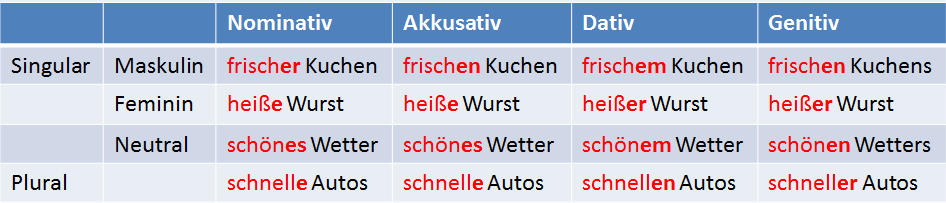 Nominativ Akkusativ Dativ Genitiv
Singular Maskulin frischer Kuchen frischen Kuchen frischem Kuchen frischen Kuchens
Feminin heiße Wurst heiße Wurst heißer Wurst heißer Wurst
Neutral schönes Wetter schönes Wetter schönem Wetter schönen Wetters
Plural schnelle Autos schnelle Autos schnellen Autos schneller Autos